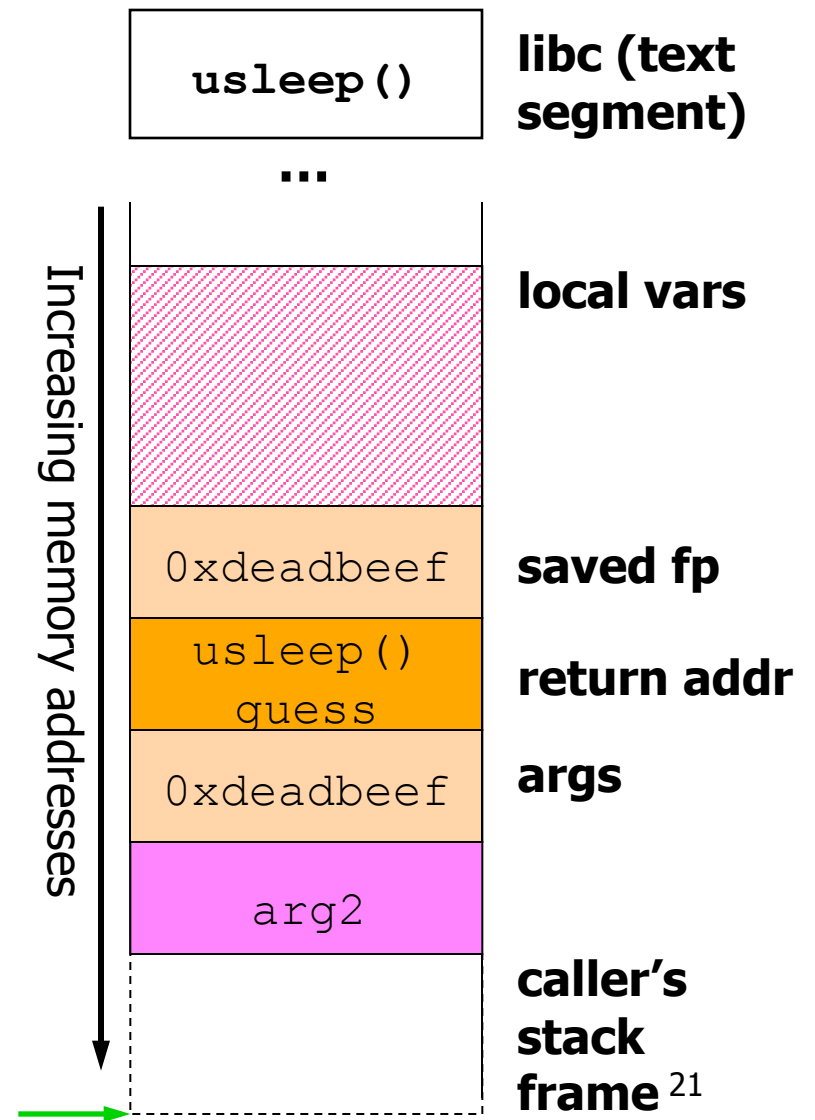 usleep()
libc (text
segment)
...
Increasing memory addresses
local vars
0xdeadbeef
saved fp
usleep()
guess
return addr
0xdeadbeef
args
arg2
caller’s
stack
frame 21